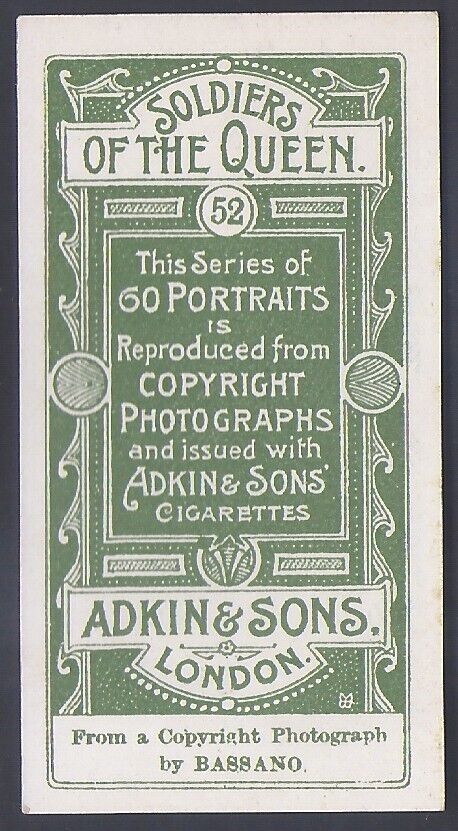 SOLDIERS
OF THE QUEEN.
52
This Series of
60 PORTRAITS
IS
Reproduced from
COPYRIGHT
PHOTOGRAPHS
and issued with
ADKIN & SONS'
CIGARETTES
ADKIN & SONS,
LONDON.
From a Copyright Photograph
by BASSANO.